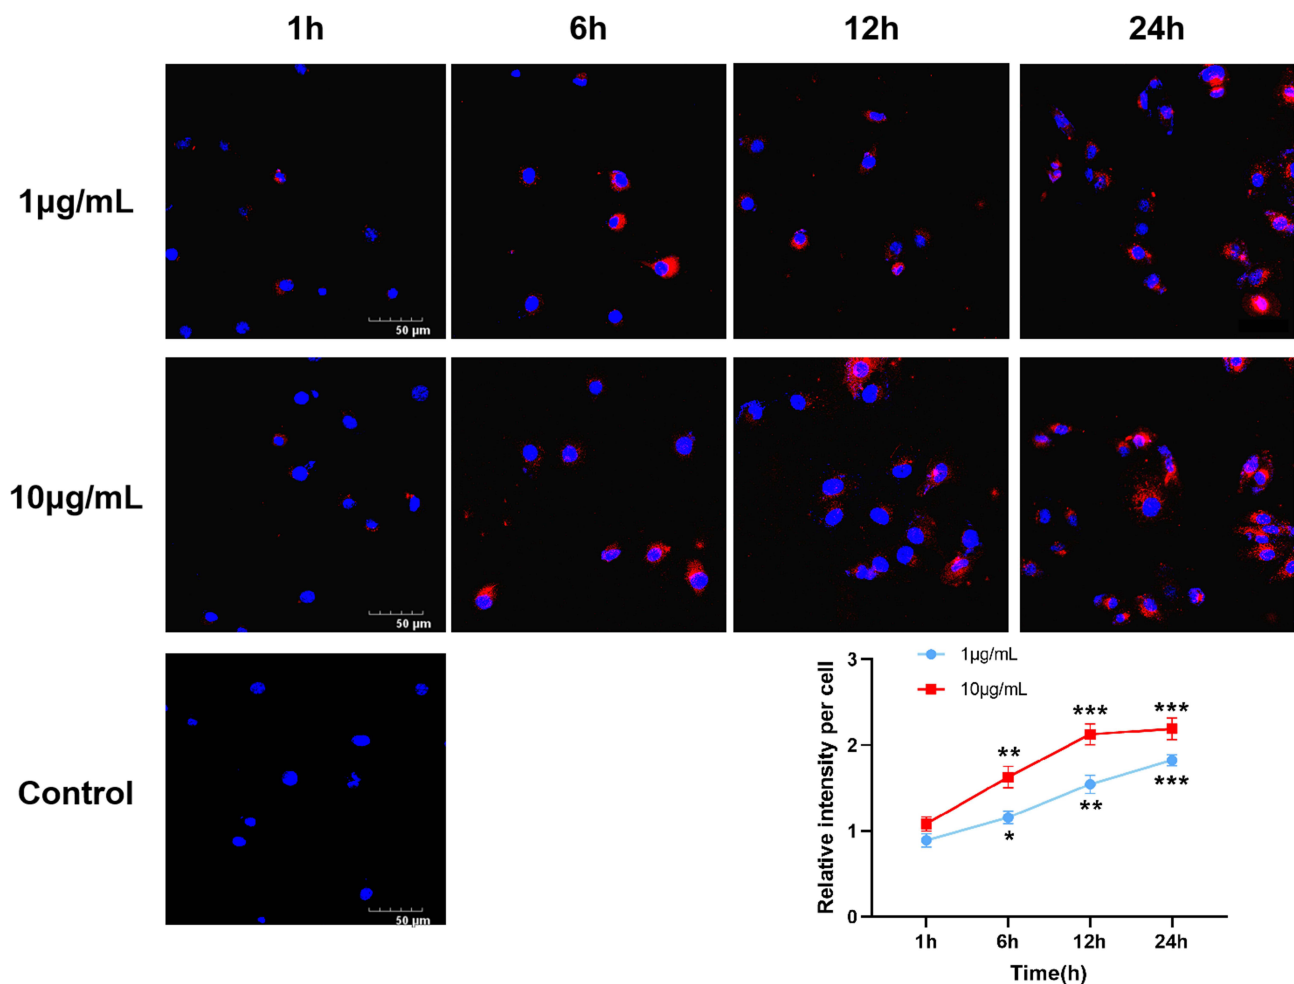 1h 6h 12h 24h
1µg/mL
50 µm
10µg/mL
50 µm
Control
50 µm
1µg/mL
10µg/mL
Relative intensity per cell
3
2
1
0
*** ***
**
***
**
*
1h 6h 12h 24h
Time(h)